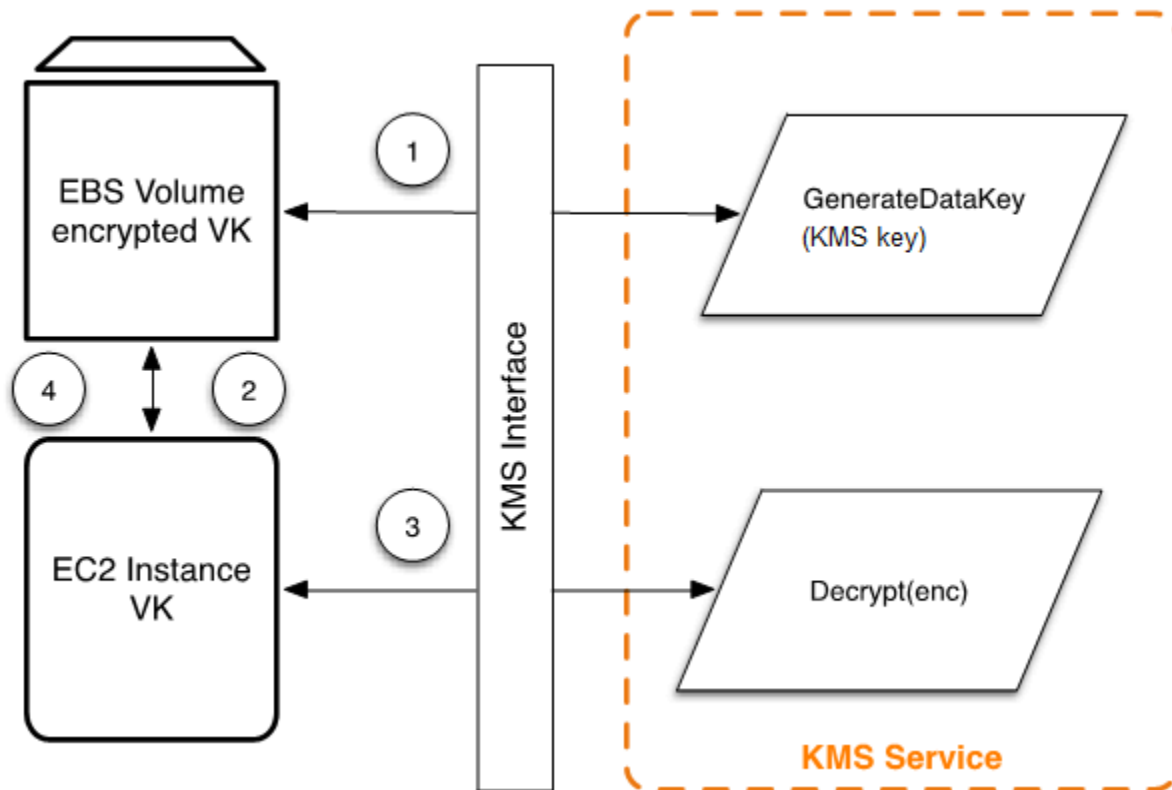 1
EBS Volume
encrypted VK
GenerateDataKey
(KMS key)
4
2
KMS Interface
3
EC2 Instance
VK
Decrypt(enc)
KMS Service